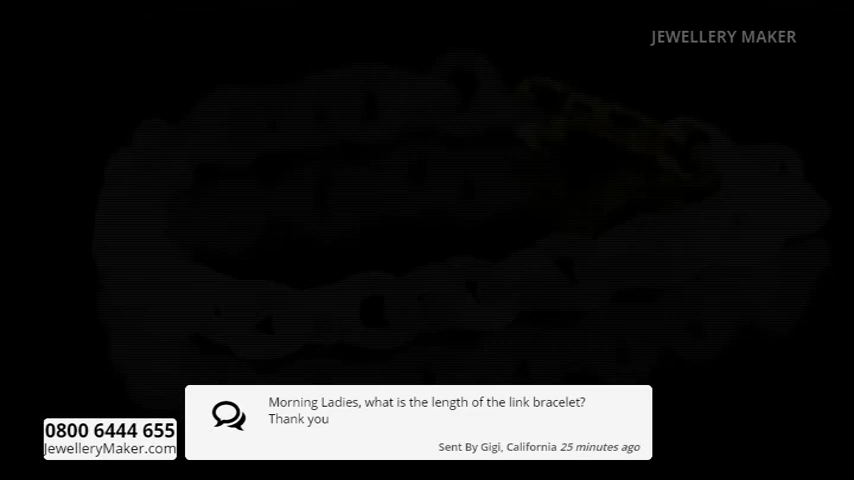 JEWELLERY MAKER
Morning Ladies, what is the length of the link bracelet?
Thank you
Sent By Gigi, California 25 minutes ago
0800 6444 655
JewelleryMaker.com